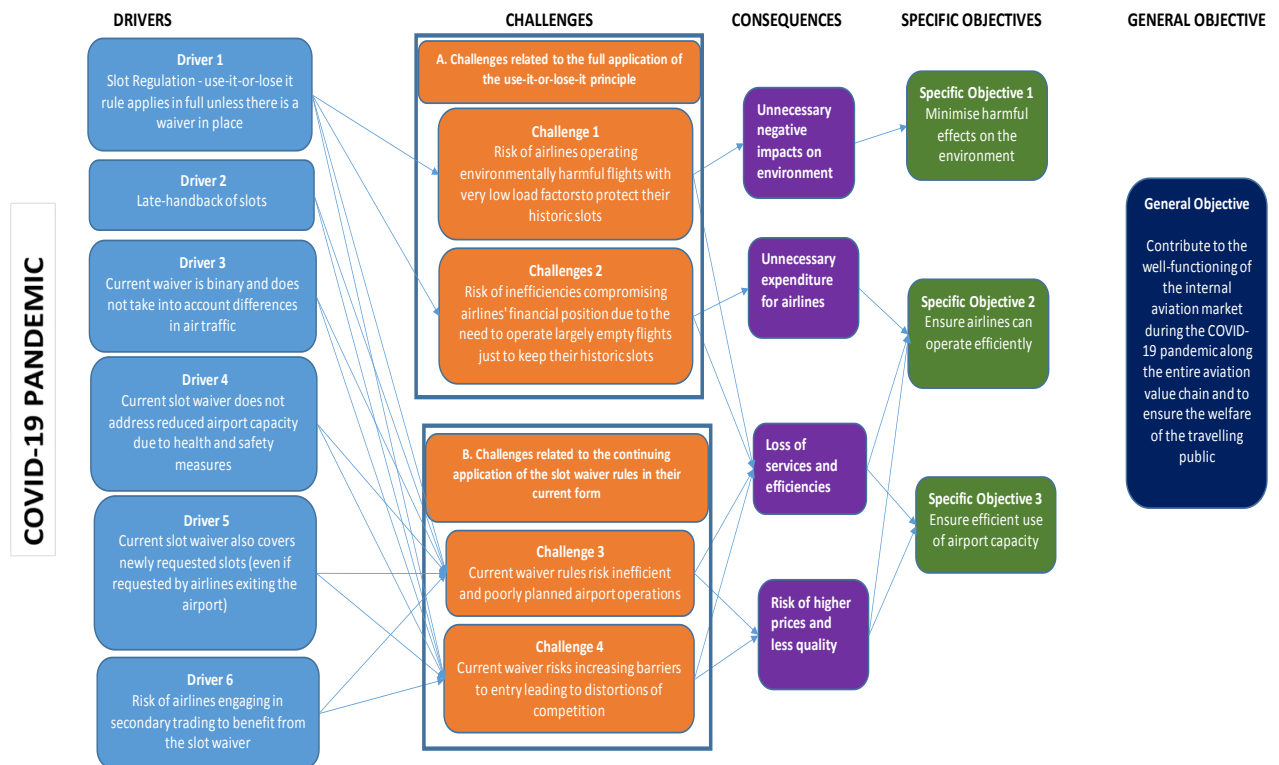 DRIVERS
CHALLENGES
CONSEQUENCES
SPECIFIC OBJECTIVES
GENERAL OBJECTIVE
COVID-19 PANDEMIC
Driver 1
Slot Regulation - use-it-or-lose it
rule applies in full unless there is a
waiver in place
Driver 2
Late-handback of slots
Driver 3
Current waiver is binary and does
not take into account differences
in air traffic
Driver 4
Current slot waiver does not
address reduced airport capacity
due to health and safety
measures
Driver 5
Current slot waiver also covers
newly requested slots (even if
requested by airlines exiting the
airport)
Driver 6
Risk of airlines engaging in
secondary trading to benefit from
the slot waiver
A. Challenges related to the full application of
the use-it-or-lose-it principle
Challenge 1
Risk of airlines operating
environmentally harmful flights with
very low load factorsto protect their
historic slots
Challenges 2
Risk of inefficiencies compromising
airlines' financial position due to the
need to operate largely empty flights
just to keep their historic slots
B. Challenges related to the continuing
application of the slot waiver rules in their
current form
Challenge 3
Current waiver rules risk inefficient
and poorly planned airport operations
Challenge 4
Current waiver risks increasing barriers
to entry leading to distortions of
competition
Unnecessary
negative
impacts on
environment
Unnecessary
expenditure
for airlines
Loss of
services and
efficiencies
Risk of higher
prices and
less quality
Specific Objective 1
Minimise harmful
effects on the
environment
Specific Objective 2
Ensure airlines can
operate efficiently
Specific Objective 3
Ensure efficient use
of airport capacity
General Objective
Contribute to the
well-functioning of
the internal
aviation market
during the COVID-
19 pandemic along
the entire aviation
value chain and to
ensure the welfare
of the travelling
public